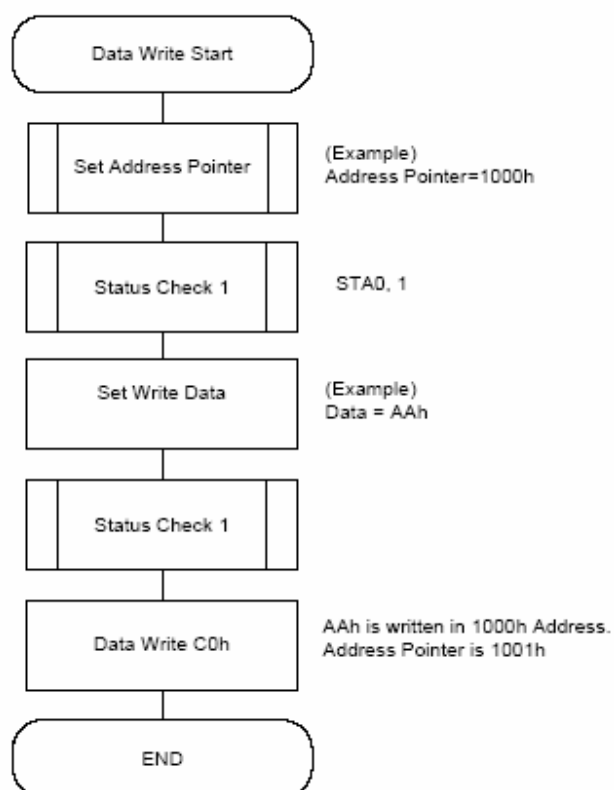 Data Write Start
Set Address Pointer
(Example)
Address Pointer=1000h
Status Check 1
STA0, 1
Set Write Data
(Example)
Data = AAh
Status Check 1
Data Write C0h
AAh is written in 1000h Address.
Address Pointer is 1001h
END